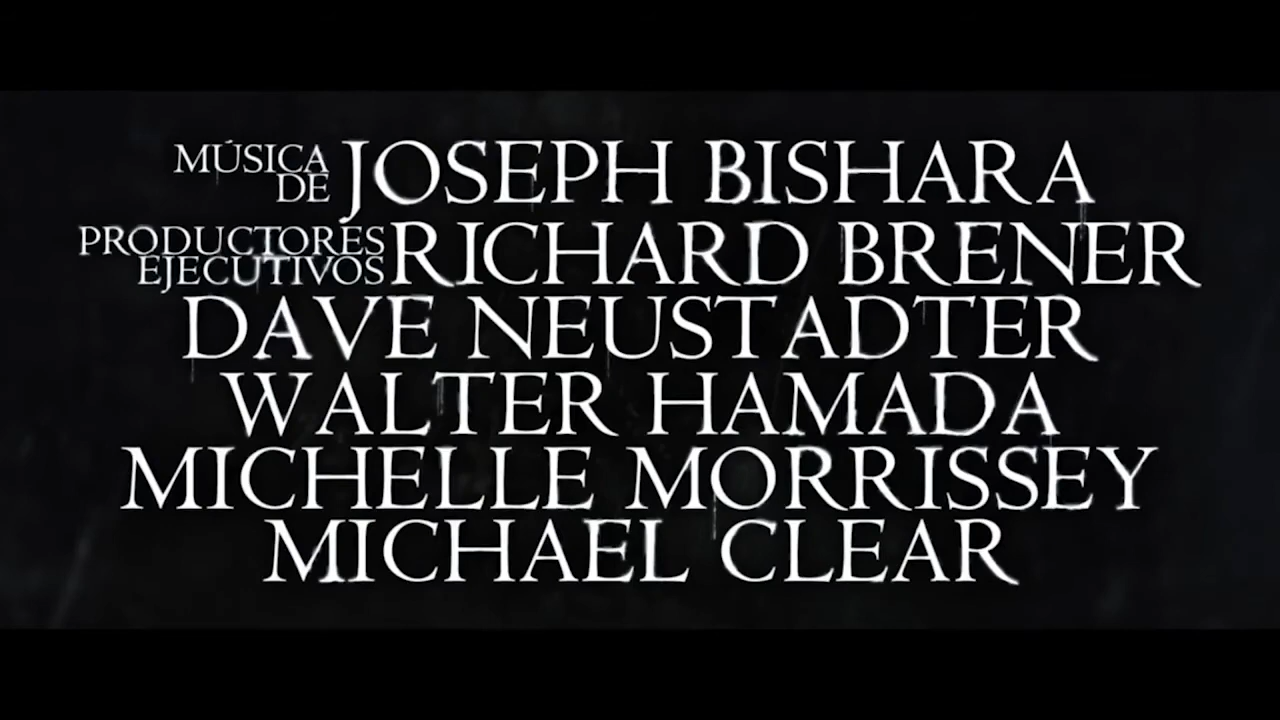 MÚSICA DE JOSEPH BISHARA
PRODUCTORES EJECUTIVOS RICHARD BRENER
DAVE NEUSTADTER
WALTER HAMADA
MICHELLE MORRISSEY
MICHAEL CLEAR